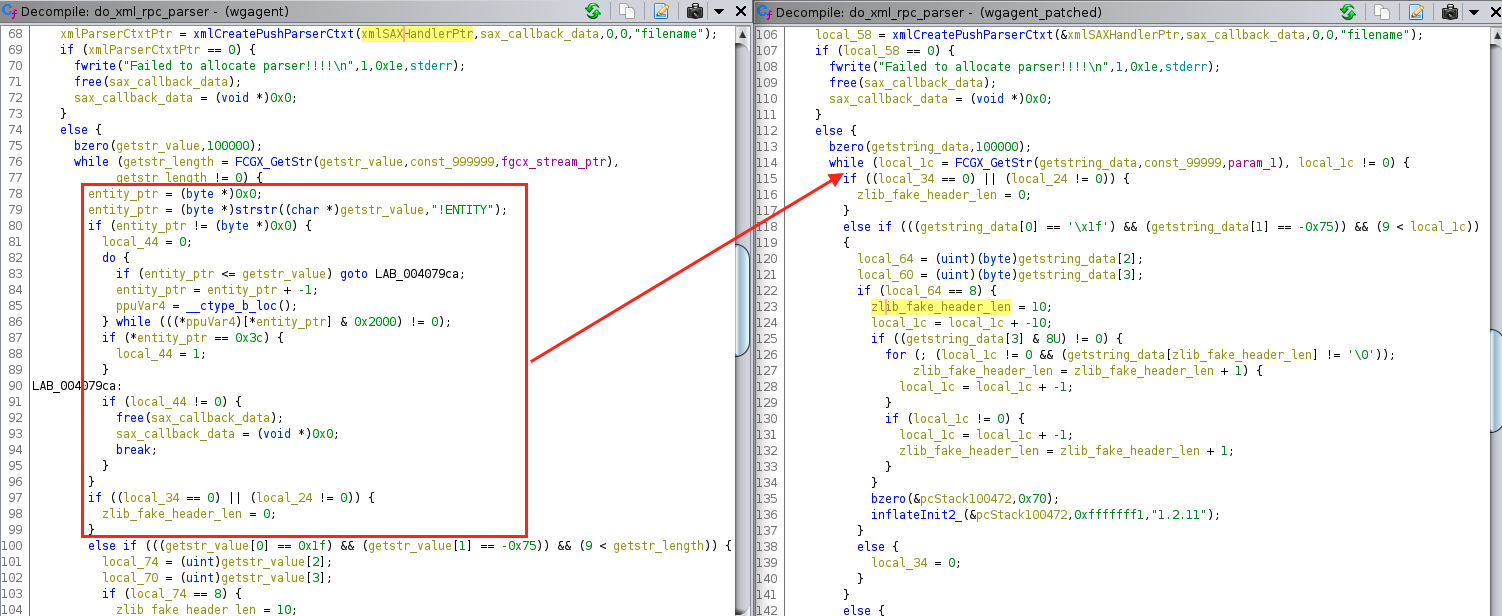 Decompile: do_xml_rpc_parser - (wgagent)
68 xmlParserCtxtPtr = xmlCreatePushParserCtxt(xmlSAXHandlerPtr,sax_callback_data,0,0,"filename");
69 if (xmlParserCtxtPtr == 0) {
70 fwrite("Failed to allocate parser!!!!\n",1,0x1e,stderr);
71 free(sax_callback_data);
72 sax_callback_data = (void *)0x0;
73 }
74 else {
75 bzero(getstr_value,100000);
76 while (getstr_length = FCGX_GetStr(getstr_value,const_999999,fgcx_stream_ptr),
77 getstr_length != 0) {
78 entity_ptr = (byte *)0x0;
79 entity_ptr = (byte *)strstr((char *)getstr_value,"!ENTITY");
80 if (entity_ptr != (byte *)0x0) {
81 local_44 = 0;
82 do {
83 if (entity_ptr <= getstr_value) goto LAB_004079ca;
84 entity_ptr = entity_ptr + -1;
85 ppuVar4 = __ctype_b_loc();
86 } while (((*ppuVar4)[*entity_ptr] & 0x2000) != 0);
87 if (*entity_ptr == 0x3c) {
88 local_44 = 1;
89 }
90 LAB_004079ca:
91 if (local_44 != 0) {
92 free(sax_callback_data);
93 sax_callback_data = (void *)0x0;
94 break;
95 }
96 }
97 if ((local_34 == 0) || (local_24 != 0)) {
98 zlib_fake_header_len = 0;
99 }
100 else if (((getstr_value[0] == 0x1f) && (getstr_value[1] == -0x75)) && (9 < getstr_length)) {
101 local_74 = (uint)getstr_value[2];
102 local_70 = (uint)getstr_value[3];
103 if (local_74 == 8) {
104 zlib_fake_header_len = 10;
Decompile: do_xml_rpc_parser - (wgagent_patched)
106 local_58 = xmlCreatePushParserCtxt(&xmlSAXHandlerPtr,sax_callback_data,0,0,"filename");
107 if (local_58 == 0) {
108 fwrite("Failed to allocate parser!!!!\n",1,0x1e,stderr);
109 free(sax_callback_data);
110 sax_callback_data = (void *)0x0;
111 }
112 else {
113 bzero(getstring_data,100000);
114 while (local_1c = FCGX_GetStr(getstring_data,const_99999,param_1), local_1c != 0) {
115 if ((local_34 == 0) || (local_24 != 0)) {
116 zlib_fake_header_len = 0;
117 }
118 else if (((getstring_data[0] == '\x1f') && (getstring_data[1] == -0x75)) && (9 < local_1c))
119 {
120 local_64 = (uint)(byte)getstring_data[2];
121 local_60 = (uint)(byte)getstring_data[3];
122 if (local_64 == 8) {
123 zlib_fake_header_len = 10;
124 local_1c = local_1c + -10;
125 if ((getstring_data[3] & 8U) != 0) {
126 for (; (local_1c != 0 && (getstring_data[zlib_fake_header_len] != '\0'));
127 zlib_fake_header_len = zlib_fake_header_len + 1) {
128 local_1c = local_1c + -1;
129 }
130 if (local_1c != 0) {
131 local_1c = local_1c + -1;
132 zlib_fake_header_len = zlib_fake_header_len + 1;
133 }
134 }
135 bzero(&pcStack100472,0x70);
136 inflateInit2_(&pcStack100472,0xfffffff1,"1.2.11");
137 }
138 else {
139 local_34 = 0;
140 }
141 }
142 else {